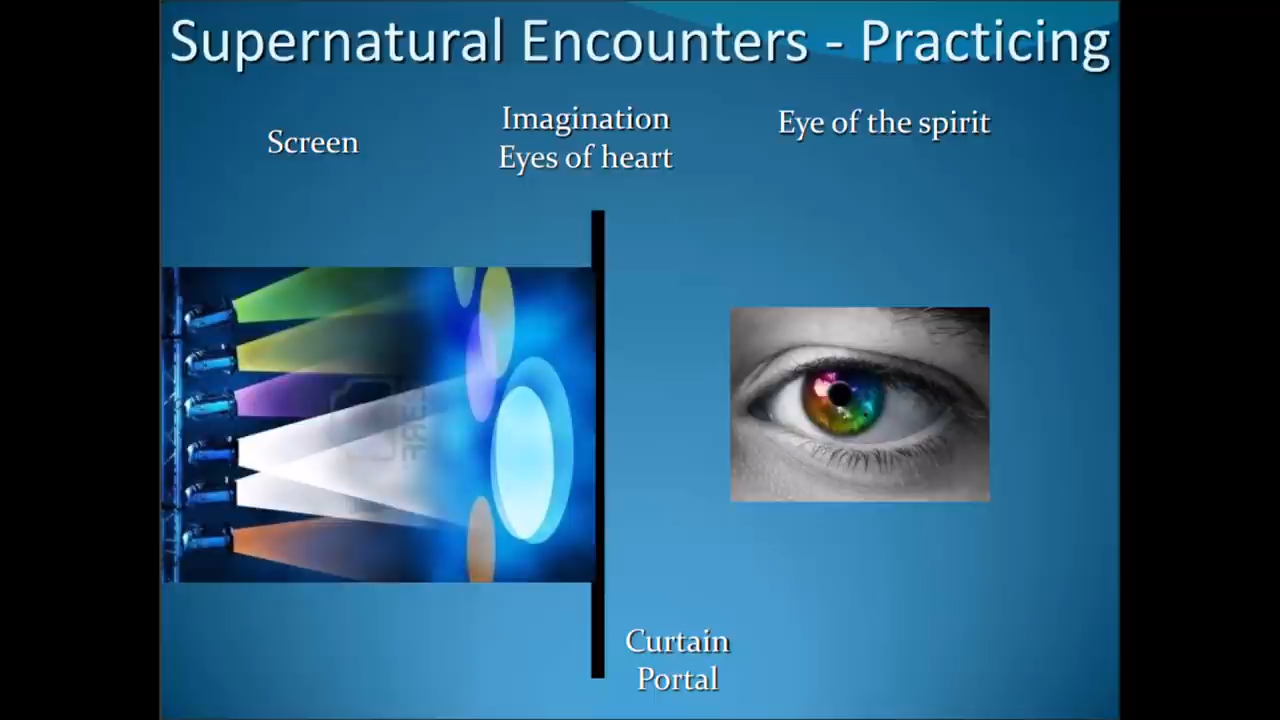 Supernatural Encounters - Practicing
Screen
Imagination
Eyes of heart
Eye of the spirit
Curtain
Portal